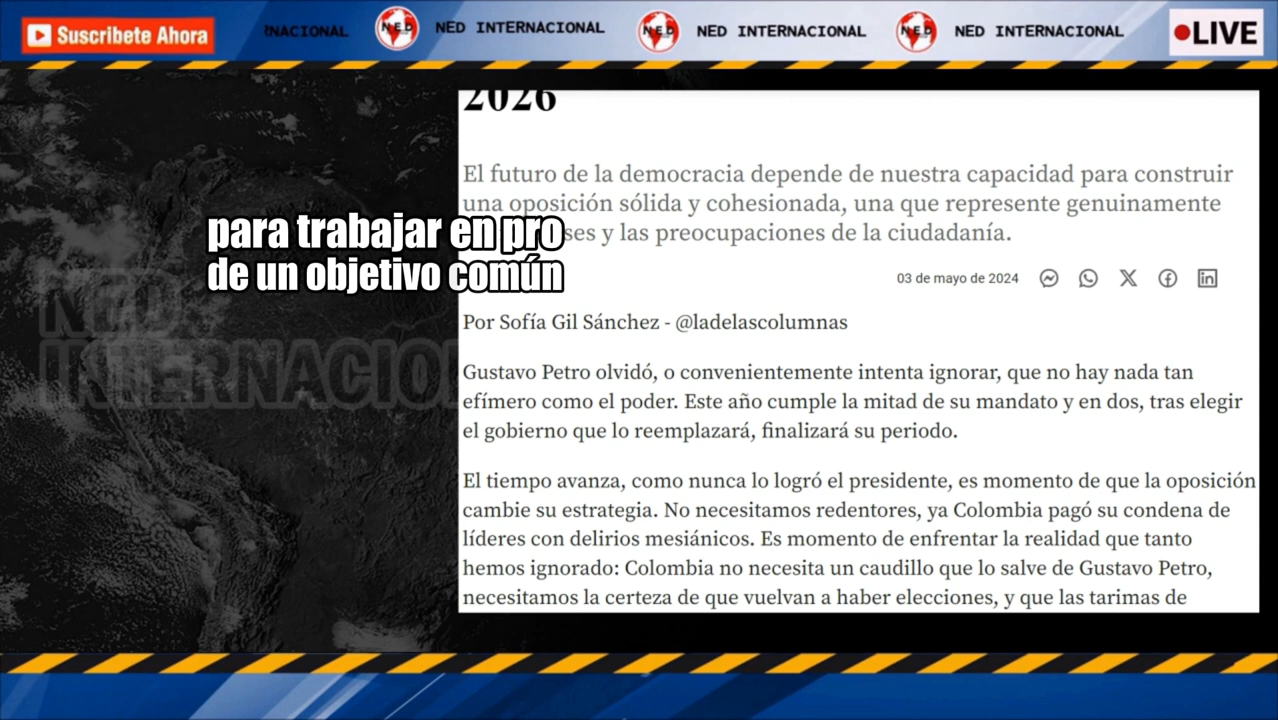 Suscribete Ahora
RNACIONAL
NED
NED INTERNACIONAL
NED
NED INTERNACIONAL
NED
NED INTERNACIONAL
LIVE
2026
El futuro de la democracia depende de nuestra capacidad para construir
una oposición sólida y cohesionada, una que represente genuinamente
y las preocupaciones de la ciudadanía.
para trabajar en pro
de un objetivo común
03 de mayo de 2024
Por Sofía Gil Sánchez - @ladelascolumnas
Gustavo Petro olvidó, o convenientemente intenta ignorar, que no hay nada tan
efímero como el poder. Este año cumple la mitad de su mandato y en dos, tras elegir
el gobierno que lo reemplazará, finalizará su periodo.
El tiempo avanza, como nunca lo logró el presidente, es momento de que la oposición
cambie su estrategia. No necesitamos redentores, ya Colombia pagó su condena de
líderes con delirios mesiánicos. Es momento de enfrentar la realidad que tanto
hemos ignorado: Colombia no necesita un caudillo que lo salve de Gustavo Petro,
necesitamos la certeza de que vuelvan a haber elecciones, y que las tarimas de
NED
INTERNACIO